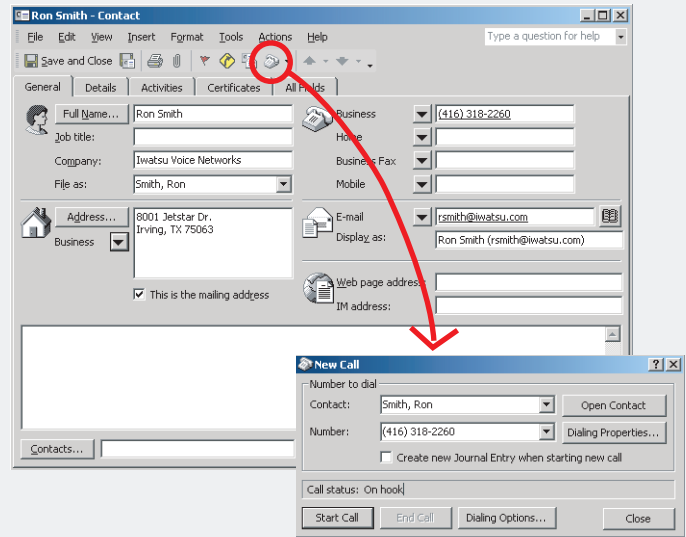 Ron Smith - Contact
File Edit View Insert Format Tools Actions Help Type a question for help
Save and Close
General Details Activities Certificates All Fields
Full Name... Ron Smith Business (416) 318-2260
Job title: Home
Company: Iwatsu Voice Networks Business Fax
File as: Smith, Ron Mobile
Address... 8001 Jetstar Dr. E-mail rsmith@iwatsu.com
Irving, TX 75063
Business Display as: Ron Smith (rsmith@iwatsu.com)
This is the mailing address Web page address:
IM address:
New Call
Number to dial
Contact: Smith, Ron Open Contact
Number: (416) 318-2260 Dialing Properties...
Create new Journal Entry when starting new call
Contacts...
Call status: On hook
Start Call End Call Dialing Options... Close